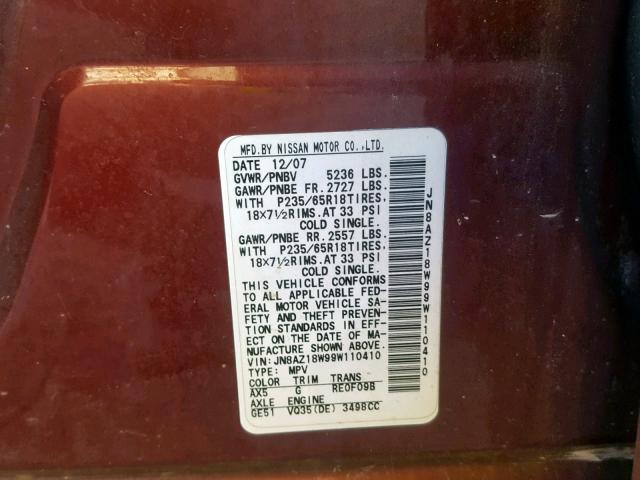 MFD.BY NISSAN MOTOR CO.,LTD.
DATE 12/07
GVWR/PNBV 5236 LBS.
GAWR/PNBE FR. 2727 LBS.
WITH P235/65R18TIRES,
18X7½RIMS.AT 33 PSI
COLD SINGLE.
GAWR/PNBE RR. 2557 LBS.
WITH P235/65R18TIRES,
18X7½RIMS.AT 33 PSI
COLD SINGLE.
THIS VEHICLE CONFORMS
TO ALL APPLICABLE FED-
ERAL MOTOR VEHICLE SA-
FETY AND THEFT PREVEN-
TION STANDARDS IN EFF-
ECT ON THE DATE OF MA-
NUFACTURE SHOWN ABOVE.
VIN:JN8AZ18W99W110410
TYPE: MPV
COLOR TRIM TRANS
AX5 G RE0F09B
AXLE ENGINE
GE51 VQ35(DE) 3498CC
JN8AZ18W99W110410